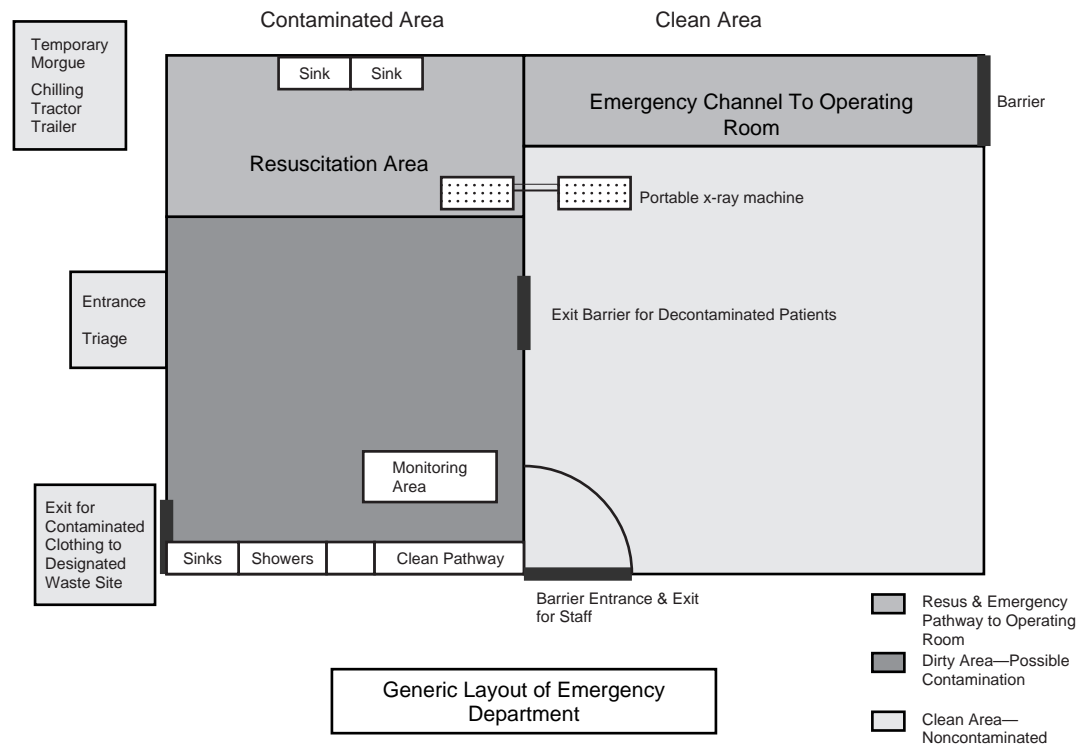 Contaminated Area
Clean Area
Temporary
Morgue
Chilling
Tractor
Trailer
Sink
Sink
Emergency Channel To Operating
Room
Barrier
Resuscitation Area
Portable x-ray machine
Entrance
Triage
Exit Barrier for Decontaminated Patients
Monitoring
Area
Exit for
Contaminated
Clothing to
Designated
Waste Site
Sinks
Showers
Clean Pathway
Barrier Entrance & Exit
for Staff
Resus & Emergency
Pathway to Operating
Room
Dirty Area—Possible
Contamination
Clean Area—
Noncontaminated
Generic Layout of Emergency
Department